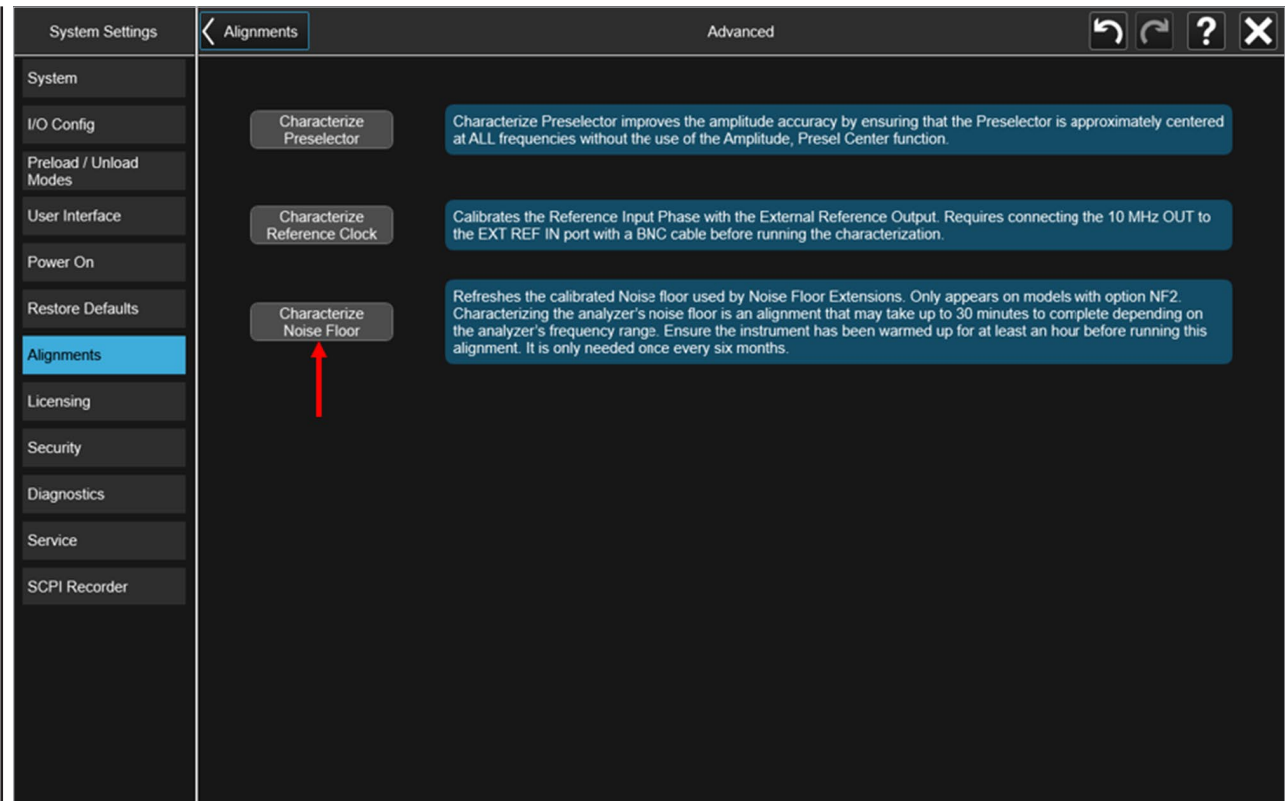 System Settings
Alignments
Advanced
?
System
I/O Config
Preload / Unload
Modes
User Interface
Power On
Restore Defaults
Alignments
Licensing
Security
Diagnostics
Service
SCPI Recorder
Characterize
Preselector
Characterize Preselector improves the amplitude accuracy by ensuring that the Preselector is approximately centered
at ALL frequencies without the use of the Amplitude, Presel Center function.
Characterize
Reference Clock
Calibrates the Reference Input Phase with the External Reference Output. Requires connecting the 10 MHz OUT to
the EXT REF IN port with a BNC cable before running the characterization.
Characterize
Noise Floor
Refreshes the calibrated Noise floor used by Noise Floor Extensions. Only appears on models with option NF2.
Characterizing the analyzer's noise floor is an alignment that may take up to 30 minutes to complete depending on
the analyzer's frequency range. Ensure the instrument has been warmed up for at least an hour before running this
alignment. It is only needed once every six months.